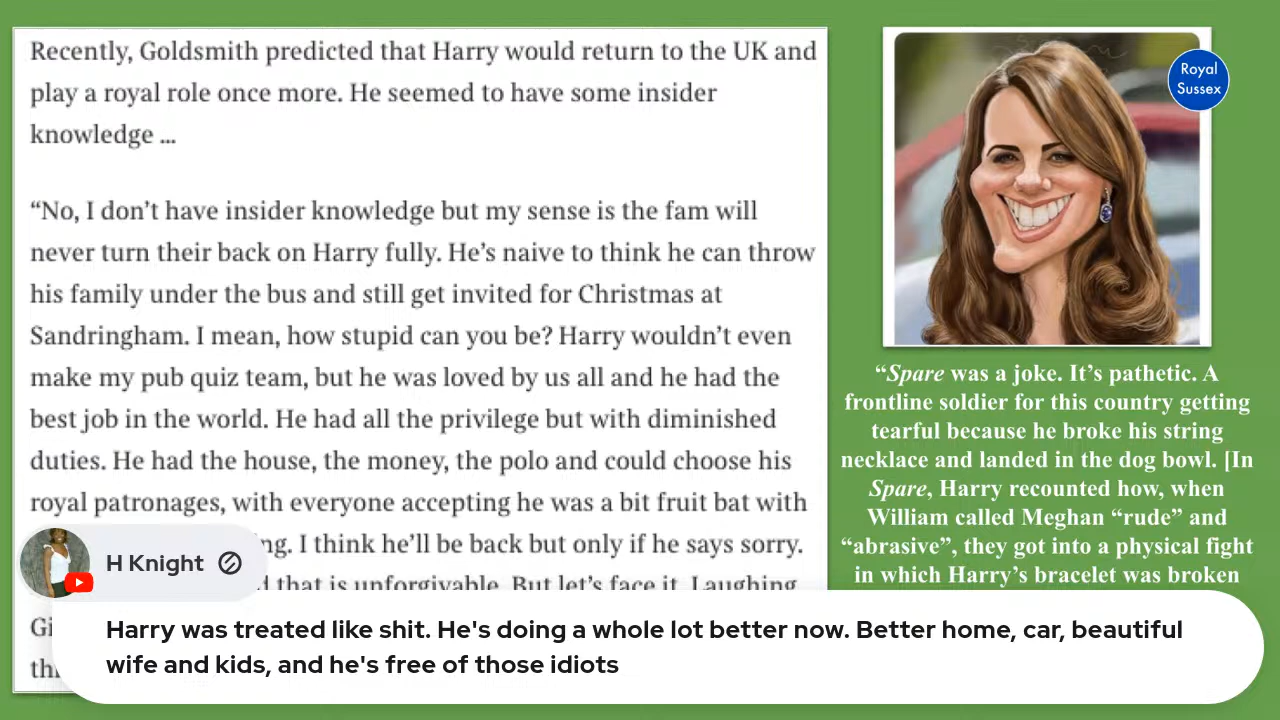 Recently, Goldsmith predicted that Harry would return to the UK and
play a royal role once more. He seemed to have some insider
knowledge ...
“No, I don’t have insider knowledge but my sense is the fam will
never turn their back on Harry fully. He’s naive to think he can throw
his family under the bus and still get invited for Christmas at
Sandringham. I mean, how stupid can you be? Harry wouldn’t even
make my pub quiz team, but he was loved by us all and he had the
best job in the world. He had all the privilege but with diminished
duties. He had the house, the money, the polo and could choose his
royal patronages, with everyone accepting he was a bit fruit bat with
I think he’ll be back but only if he says sorry.
that is unforgivable. But let’s face it, Laughing
Royal
Sussex
“Spare was a joke. It’s pathetic. A
frontline soldier for this country getting
tearful because he broke his string
necklace and landed in the dog bowl. [In
Spare, Harry recounted how, when
William called Meghan “rude” and
“abrasive”, they got into a physical fight
in which Harry’s bracelet was broken
H Knight
Harry was treated like shit. He's doing a whole lot better now. Better home, car, beautiful
wife and kids, and he's free of those idiots